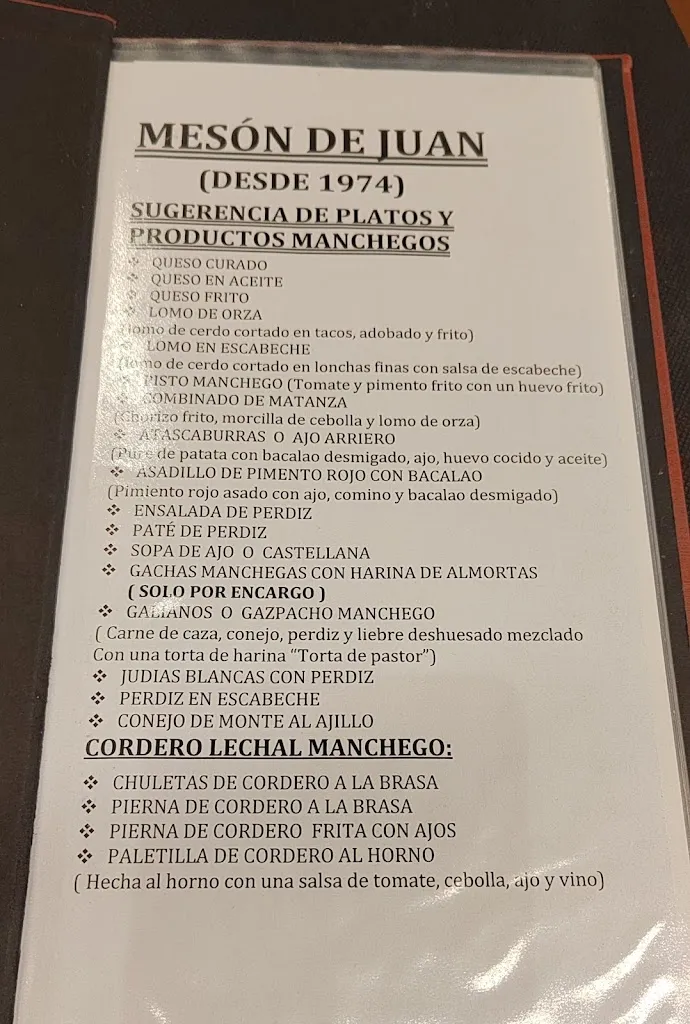 MESÓN DE JUAN
(DESDE 1974)
SUGERENCIA DE PLATOS Y
PRODUCTOS MANCHEGOS
❖ QUESO CURADO
❖ QUESO EN ACEITE
❖ QUESO FRITO
❖ LOMO DE ORZA
(lomo de cerdo cortado en tacos, adobado y frito)
❖ LOMO EN ESCABECHE
(lomo de cerdo cortado en lonchas finas con salsa de escabeche)
❖ PISTO MANCHEGO (Tomate y pimento frito con un huevo frito)
❖ COMBINADO DE MATANZA
(Chorizo frito, morcilla de cebolla y lomo de orza)
❖ ATASCABURRAS O AJO ARRIERO
(Pure de patata con bacalao desmigado, ajo, huevo cocido y aceite)
❖ ASADILLO DE PIMENTO ROJO CON BACALAO
(Pimiento rojo asado con ajo, comino y bacalao desmigado)
❖ ENSALADA DE PERDIZ
❖ PATÉ DE PERDIZ
❖ SOPA DE AJO O CASTELLANA
❖ GACHAS MANCHEGAS CON HARINA DE ALMORTAS
( SOLO POR ENCARGO )
❖ GALIANOS O GAZPACHO MANCHEGO
( Carne de caza, conejo, perdiz y liebre deshuesado mezclado
Con una torta de harina “Torta de pastor”)
❖ JUDIAS BLANCAS CON PERDIZ
❖ PERDIZ EN ESCABECHE
❖ CONEJO DE MONTE AL AJILLO
CORDERO LECHAL MANCHEGO:
❖ CHULETAS DE CORDERO A LA BRASA
❖ PIERNA DE CORDERO A LA BRASA
❖ PIERNA DE CORDERO FRITA CON AJOS
❖ PALETILLA DE CORDERO AL HORNO
( Hecha al horno con una salsa de tomate, cebolla, ajo y vino)